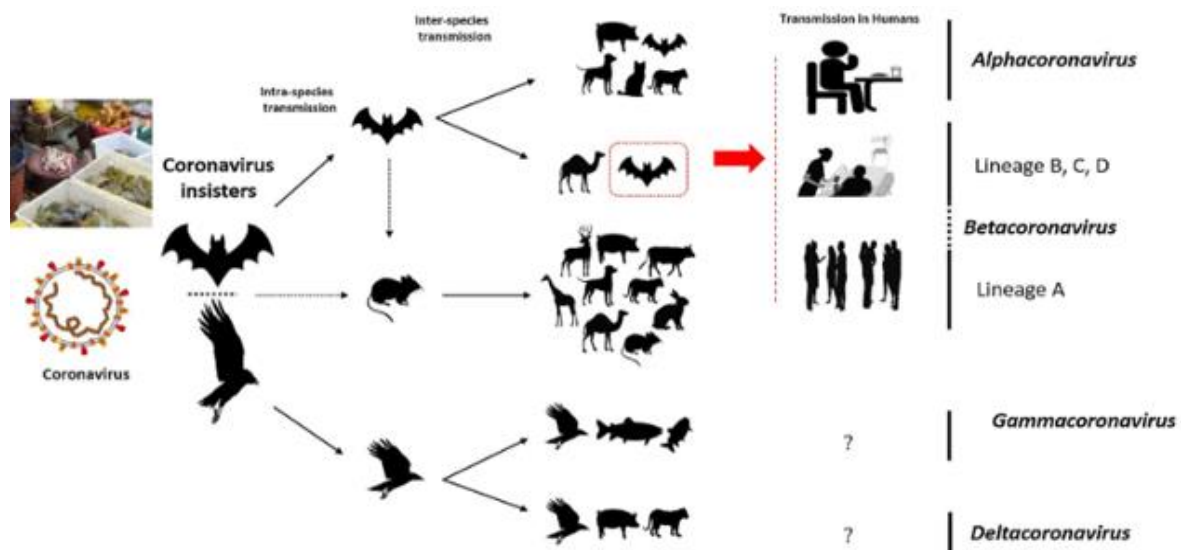 Inter-species
transmission
Transmission in Humans
Alphacoronavirus
Intra-species
transmission
Coronavirus
insisters
Lineage B, C, D
Betacoronavirus
Lineage A
Coronavirus
Gammacoronavirus
?
Deltacoronavirus
?